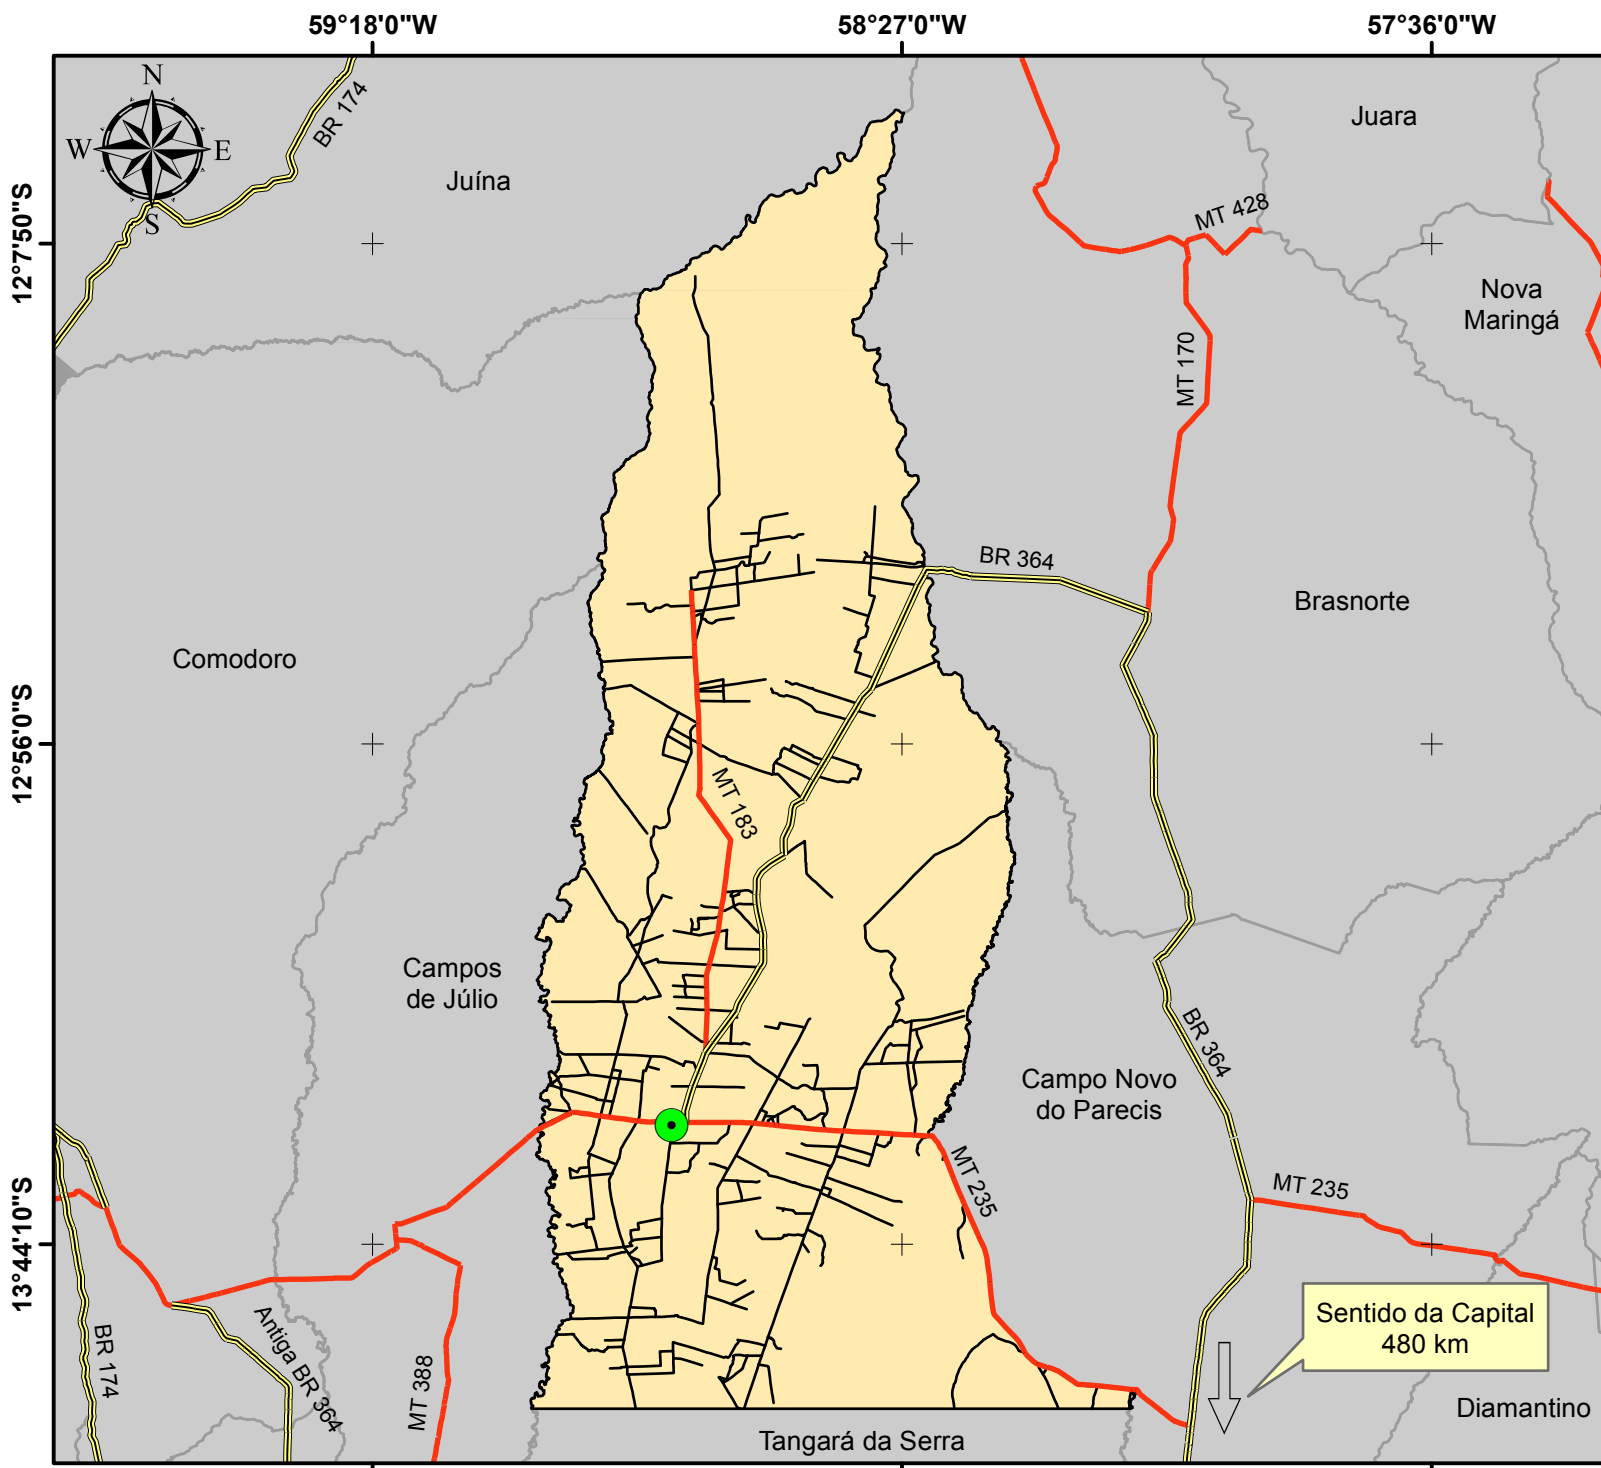 59°18'0"W
58°27'0"W
57°36'0"W
N
W
E
S
BR 174
Juína
Juara
MT 428
12°7'50"S
Nova
Maringá
MT 170
BR 364
Brasnorte
Comodoro
12°56'0"S
MT 183
Campos
de Júlio
BR 364
Campo Novo
do Parecis
MT 235
MT 235
13°44'10"S
Sentido da Capital
480 km
Antiga BR 364
BR 174
MT 388
Diamantino
Tangará da Serra